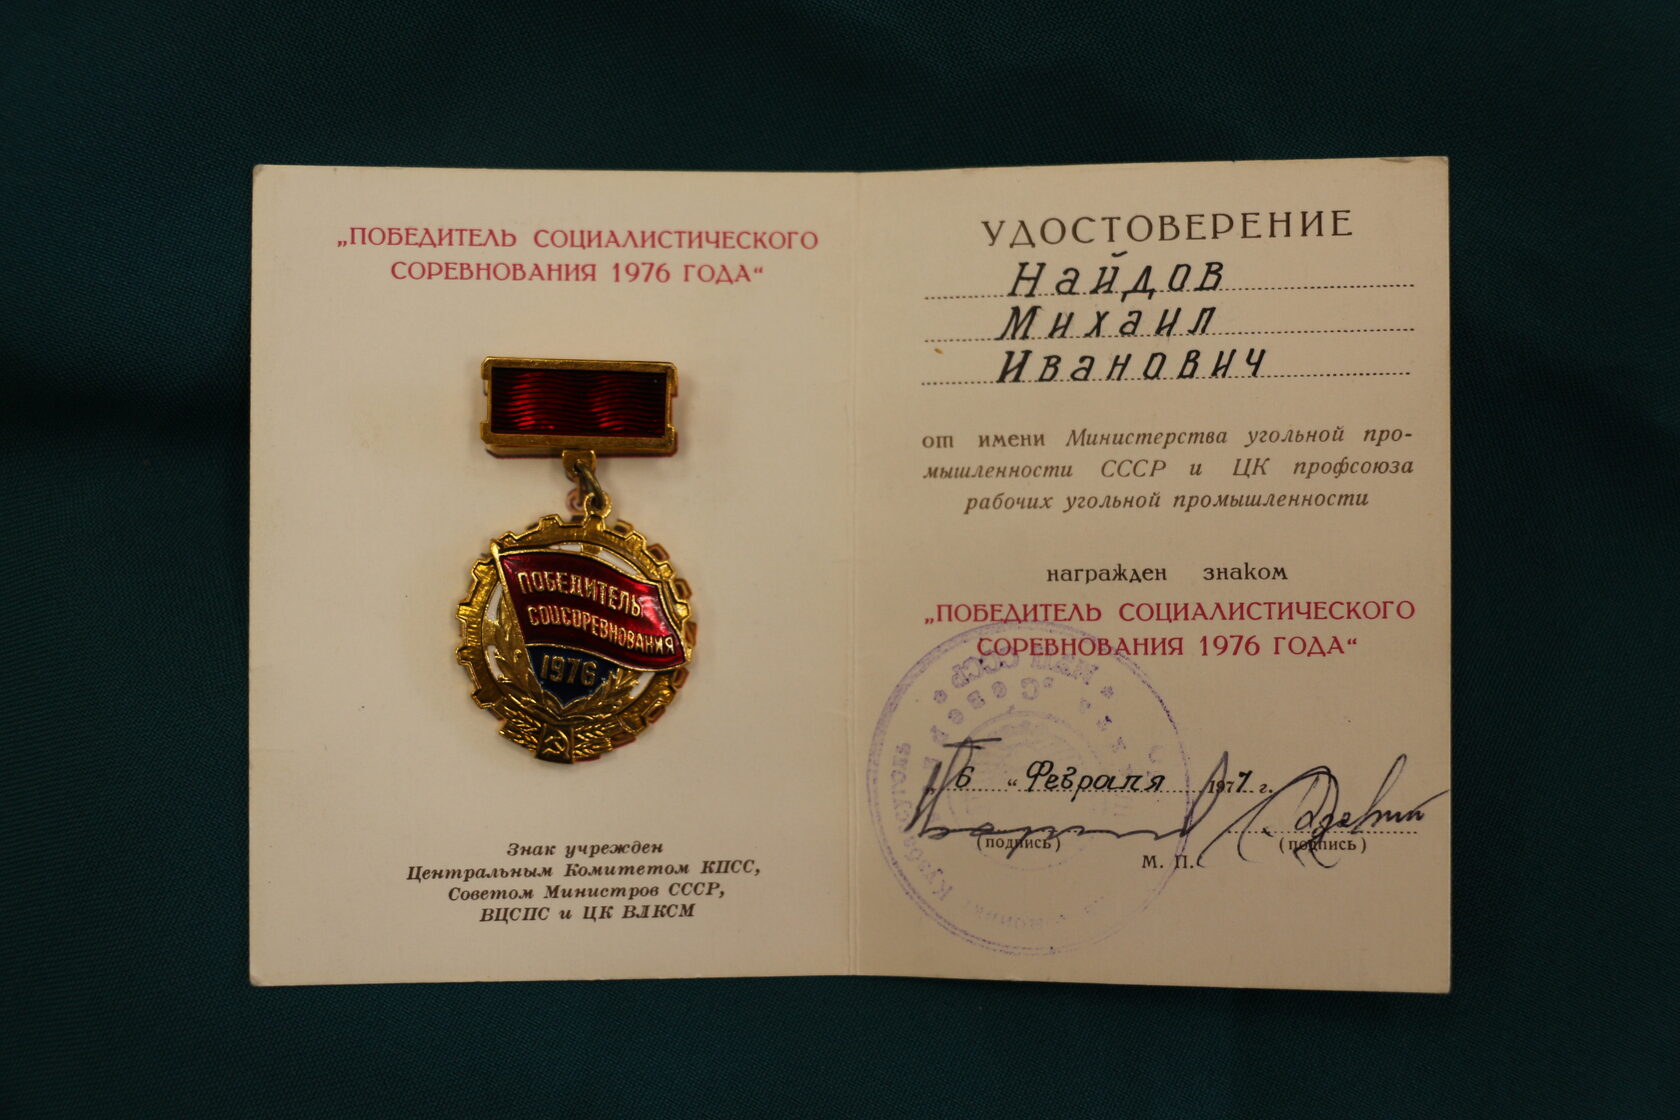 „ПОБЕДИТЕЛЬ СОЦИАЛИСТИЧЕСКОГО
СОРЕВНОВАНИЯ 1976 ГОДА“
ПОБЕДИТЕЛЬ
СОЦСОРЕВНОВАНИЯ
1976
Знак учрежден
Центральным Комитетом КПСС,
Советом Министров СССР,
ВЦСПС и ЦК ВЛКСМ
УДОСТОВЕРЕНИЕ
Найдов
Михаил
Иванович
от имени Министерства угольной про-
мышленности СССР и ЦК профсоюза
рабочих угольной промышленности
награжден знаком
„ПОБЕДИТЕЛЬ СОЦИАЛИСТИЧЕСКОГО
СОРЕВНОВАНИЯ 1976 ГОДА“
„ 6 “ Февраля 1977 г.
(подпись) (подпись)
М. П.